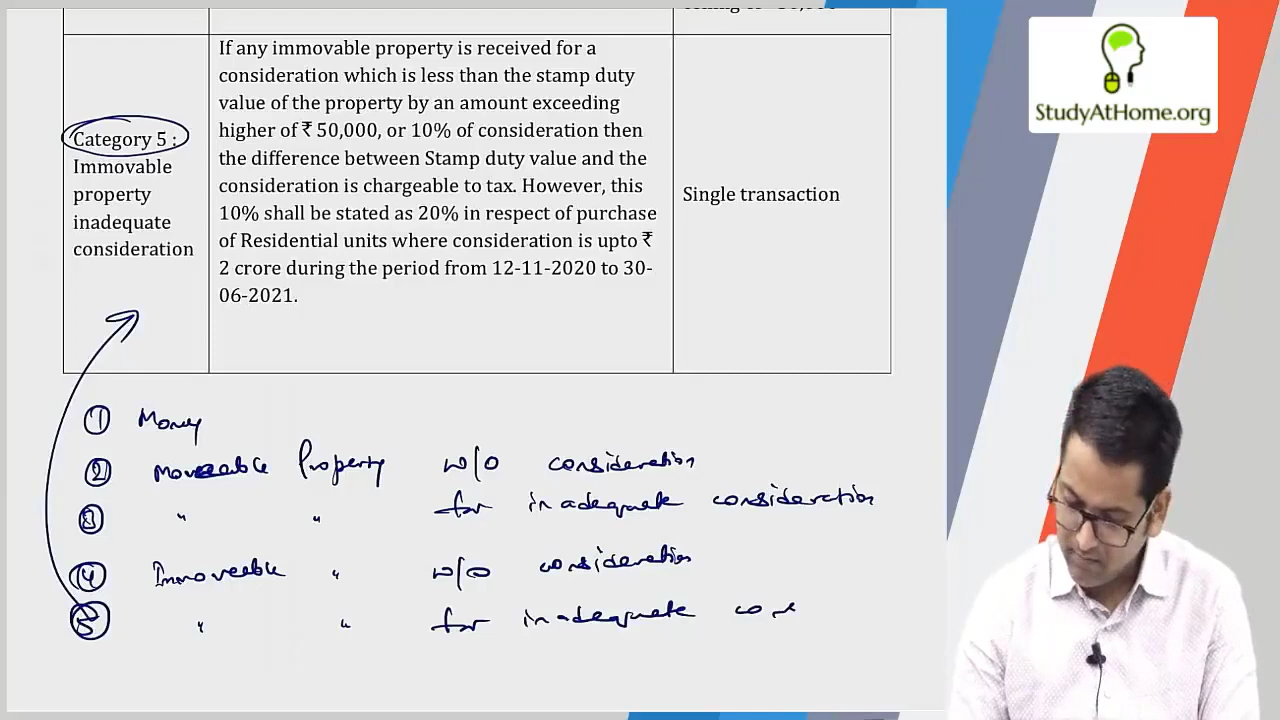 If any immovable property is received for a
consideration which is less than the stamp duty
value of the property by an amount exceeding
higher of ₹ 50,000, or 10% of consideration then
the difference between Stamp duty value and the
consideration is chargeable to tax. However, this
10% shall be stated as 20% in respect of purchase
of Residential units where consideration is upto ₹
2 crore during the period from 12-11-2020 to 30-
06-2021.
Category 5 :
Immovable
property
inadequate
consideration
Single transaction
StudyAtHome.org
① Money
② Moveable Property w/o consideration
③ " " for inadequate consideration
④ Immoveable " w/o consideration
⑤ " " for inadequate cons